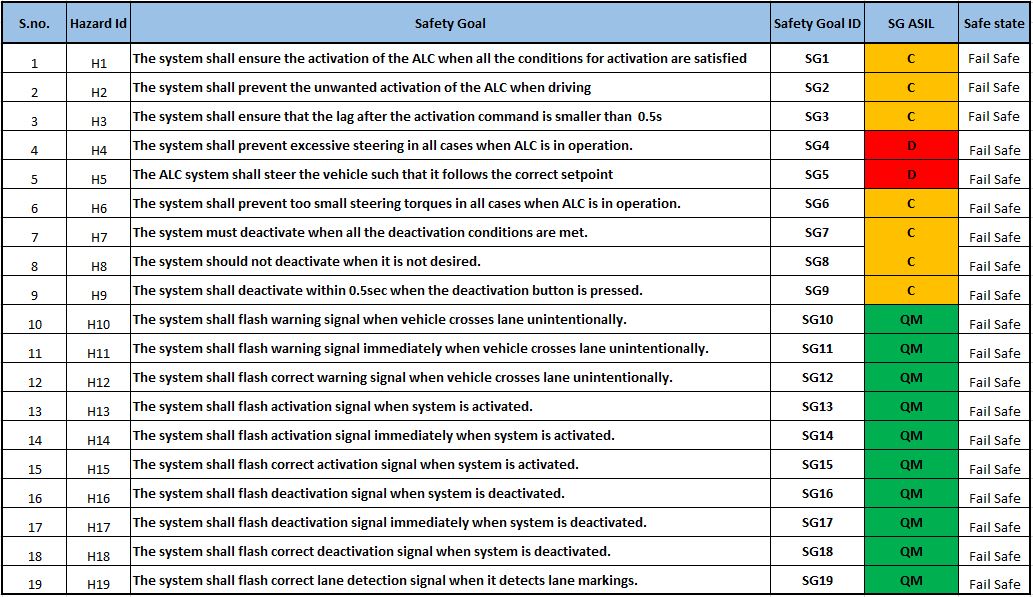 S.no. Hazard Id Safety Goal Safety Goal ID SG ASIL Safe state
1 H1 The system shall ensure the activation of the ALC when all the conditions for activation are satisfied SG1 C Fail Safe
2 H2 The system shall prevent the unwanted activation of the ALC when driving SG2 C Fail Safe
3 H3 The system shall ensure that the lag after the activation command is smaller than 0.5s SG3 C Fail Safe
4 H4 The system shall prevent excessive steering in all cases when ALC is in operation. SG4 D Fail Safe
5 H5 The ALC system shall steer the vehicle such that it follows the correct setpoint SG5 D Fail Safe
6 H6 The system shall prevent too small steering torques in all cases when ALC is in operation. SG6 C Fail Safe
7 H7 The system must deactivate when all the deactivation conditions are met. SG7 C Fail Safe
8 H8 The system should not deactivate when it is not desired. SG8 C Fail Safe
9 H9 The system shall deactivate within 0.5sec when the deactivation button is pressed. SG9 C Fail Safe
10 H10 The system shall flash warning signal when vehicle crosses lane unintentionally. SG10 QM Fail Safe
11 H11 The system shall flash warning signal immediately when vehicle crosses lane unintentionally. SG11 QM Fail Safe
12 H12 The system shall flash correct warning signal when vehicle crosses lane unintentionally. SG12 QM Fail Safe
13 H13 The system shall flash activation signal when system is activated. SG13 QM Fail Safe
14 H14 The system shall flash activation signal immediately when system is activated. SG14 QM Fail Safe
15 H15 The system shall flash correct activation signal when system is activated. SG15 QM Fail Safe
16 H16 The system shall flash deactivation signal when system is deactivated. SG16 QM Fail Safe
17 H17 The system shall flash deactivation signal immediately when system is deactivated. SG17 QM Fail Safe
18 H18 The system shall flash correct deactivation signal when system is deactivated. SG18 QM Fail Safe
19 H19 The system shall flash correct lane detection signal when it detects lane markings. SG19 QM Fail Safe